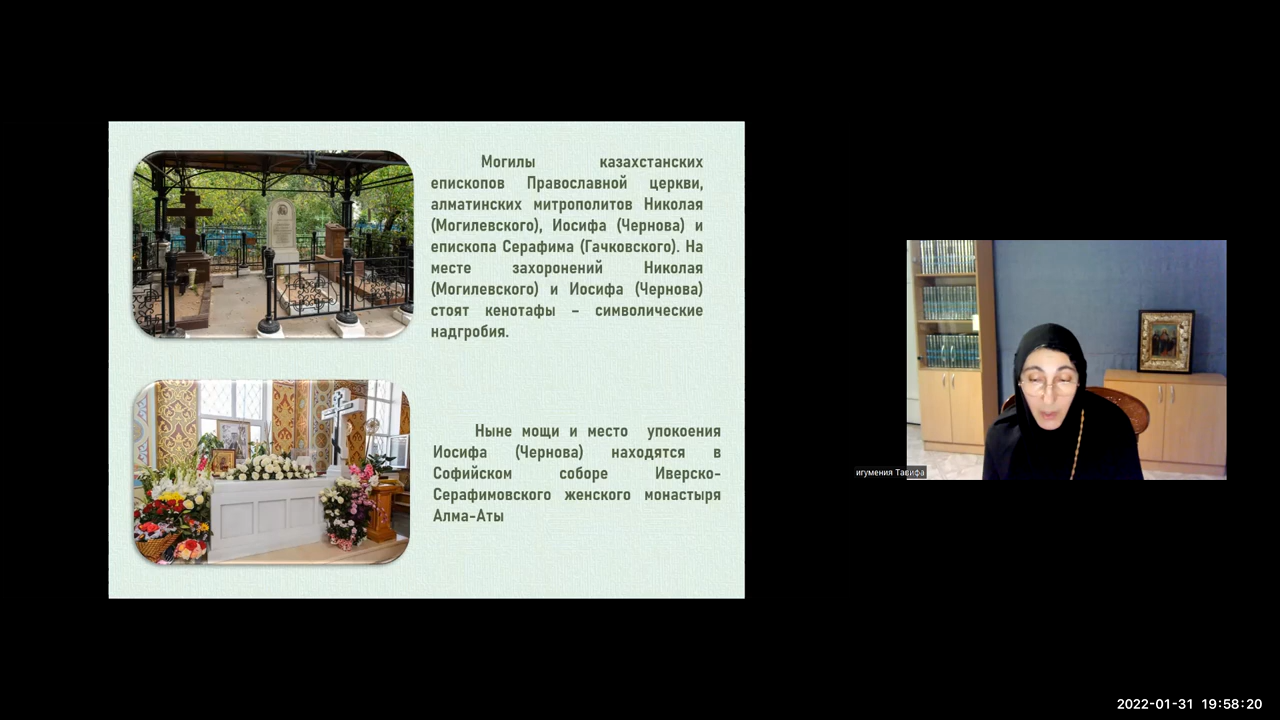 Могилы казахстанских
епископов Православной церкви,
алматинских митрополитов Николая
(Могилевского), Иосифа (Чернова) и
епископа Серафима (Гачковского). На
месте захоронений Николая
(Могилевского) и Иосифа (Чернова)
стоят кенотафы – символические
надгробия.
Ныне мощи и место упокоения
Иосифа (Чернова) находятся в
Софийском соборе Иверско-
Серафимовского женского монастыря
Алма-Аты
игумения Тавифа
2022-01-31 19:58:20